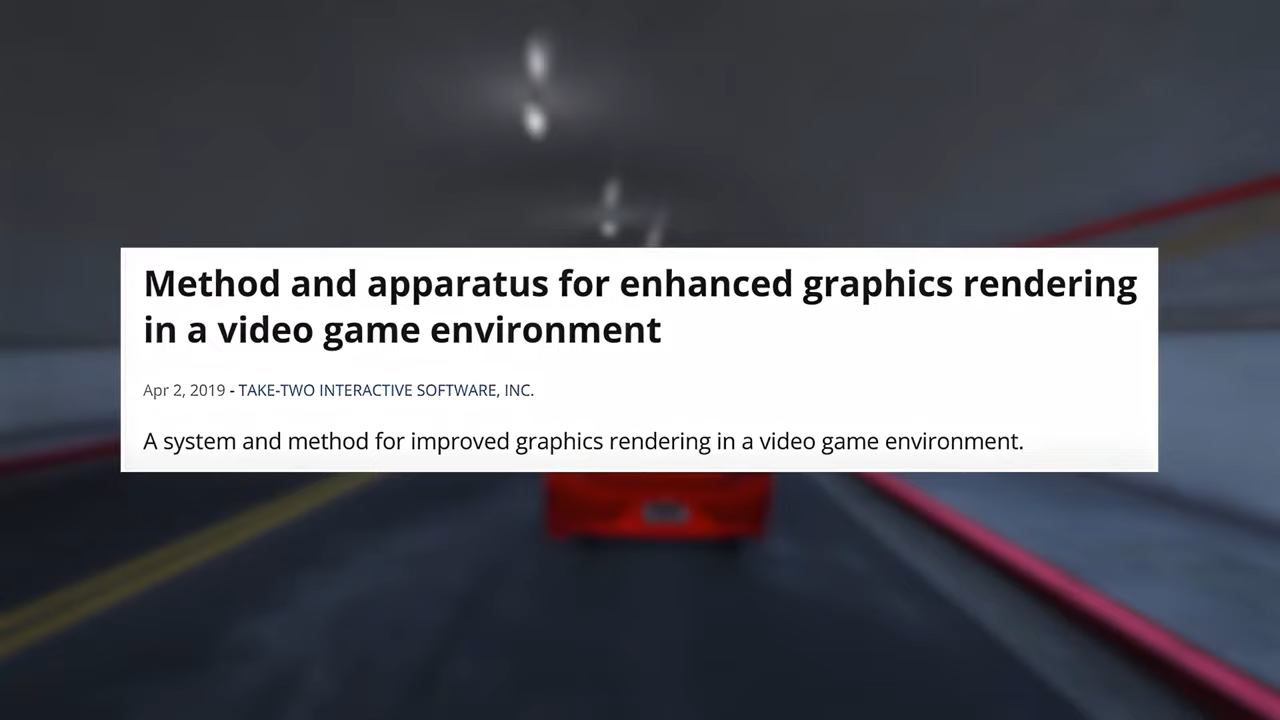 Method and apparatus for enhanced graphics rendering
in a video game environment
Apr 2, 2019 - TAKE-TWO INTERACTIVE SOFTWARE, INC.
A system and method for improved graphics rendering in a video game environment.